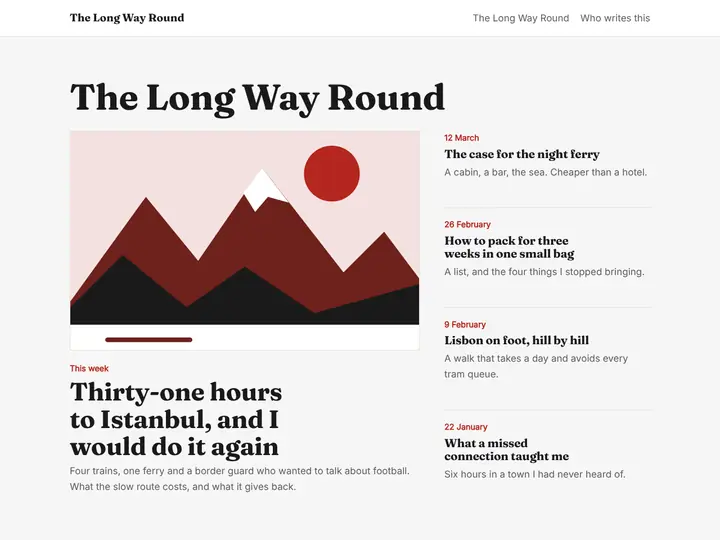 The Long Way Round
The Long Way Round Who writes this
The Long Way Round
This week
Thirty-one hours
to Istanbul, and I
would do it again
Four trains, one ferry and a border guard who wanted to talk about football.
What the slow route costs, and what it gives back.
12 March
The case for the night ferry
A cabin, a bar, the sea. Cheaper than a hotel.
26 February
How to pack for three
weeks in one small bag
A list, and the four things I stopped bringing.
9 February
Lisbon on foot, hill by hill
A walk that takes a day and avoids every
tram queue.
22 January
What a missed
connection taught me
Six hours in a town I had never heard of.